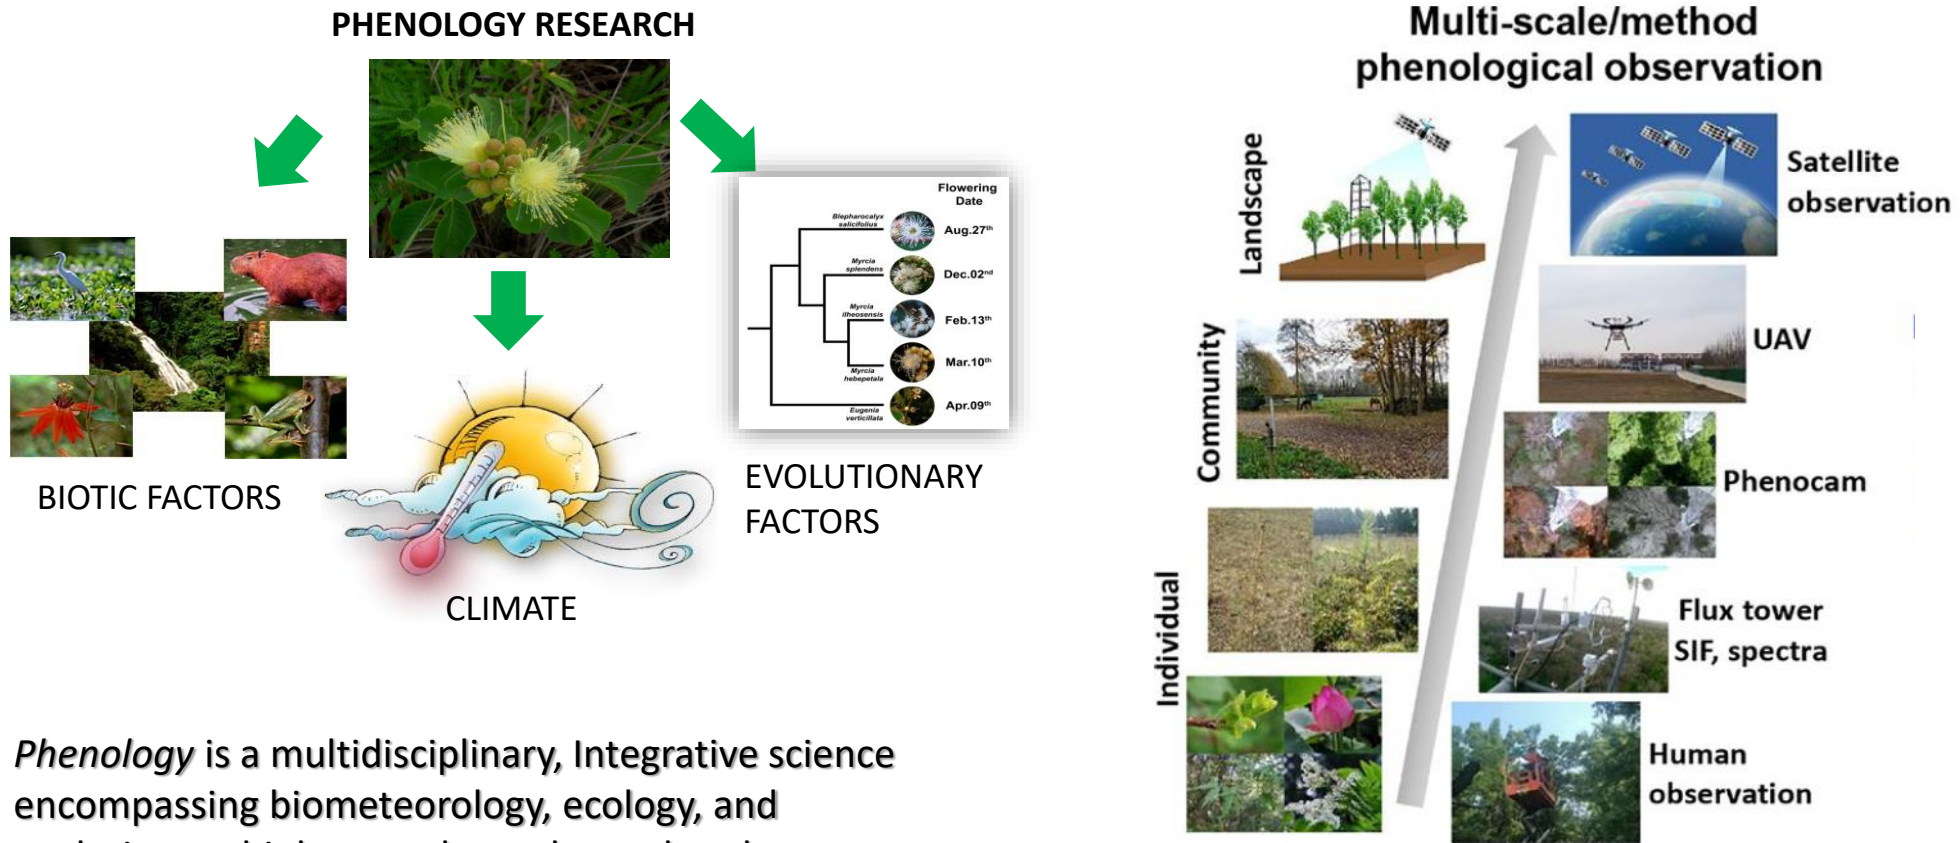 PHENOLOGY RESEARCH
Flowering
Date
Blepharocalyx
salicifolius
Aug.27th
Myrcia
splendens
Dec.02nd
Myrcia
ilheosensis
Feb.13th
Mar.10th
Myrcia
hebepetala
Apr.09th
Eugenia
verticillata
BIOTIC FACTORS
CLIMATE
EVOLUTIONARY
FACTORS
Phenology is a multidisciplinary, Integrative science
encompassing biometeorology, ecology, and
Multi-scale/method
phenological observation
Landscape
Community
Individual
Satellite
observation
UAV
Phenocam
Flux tower
SIF, spectra
Human
observation